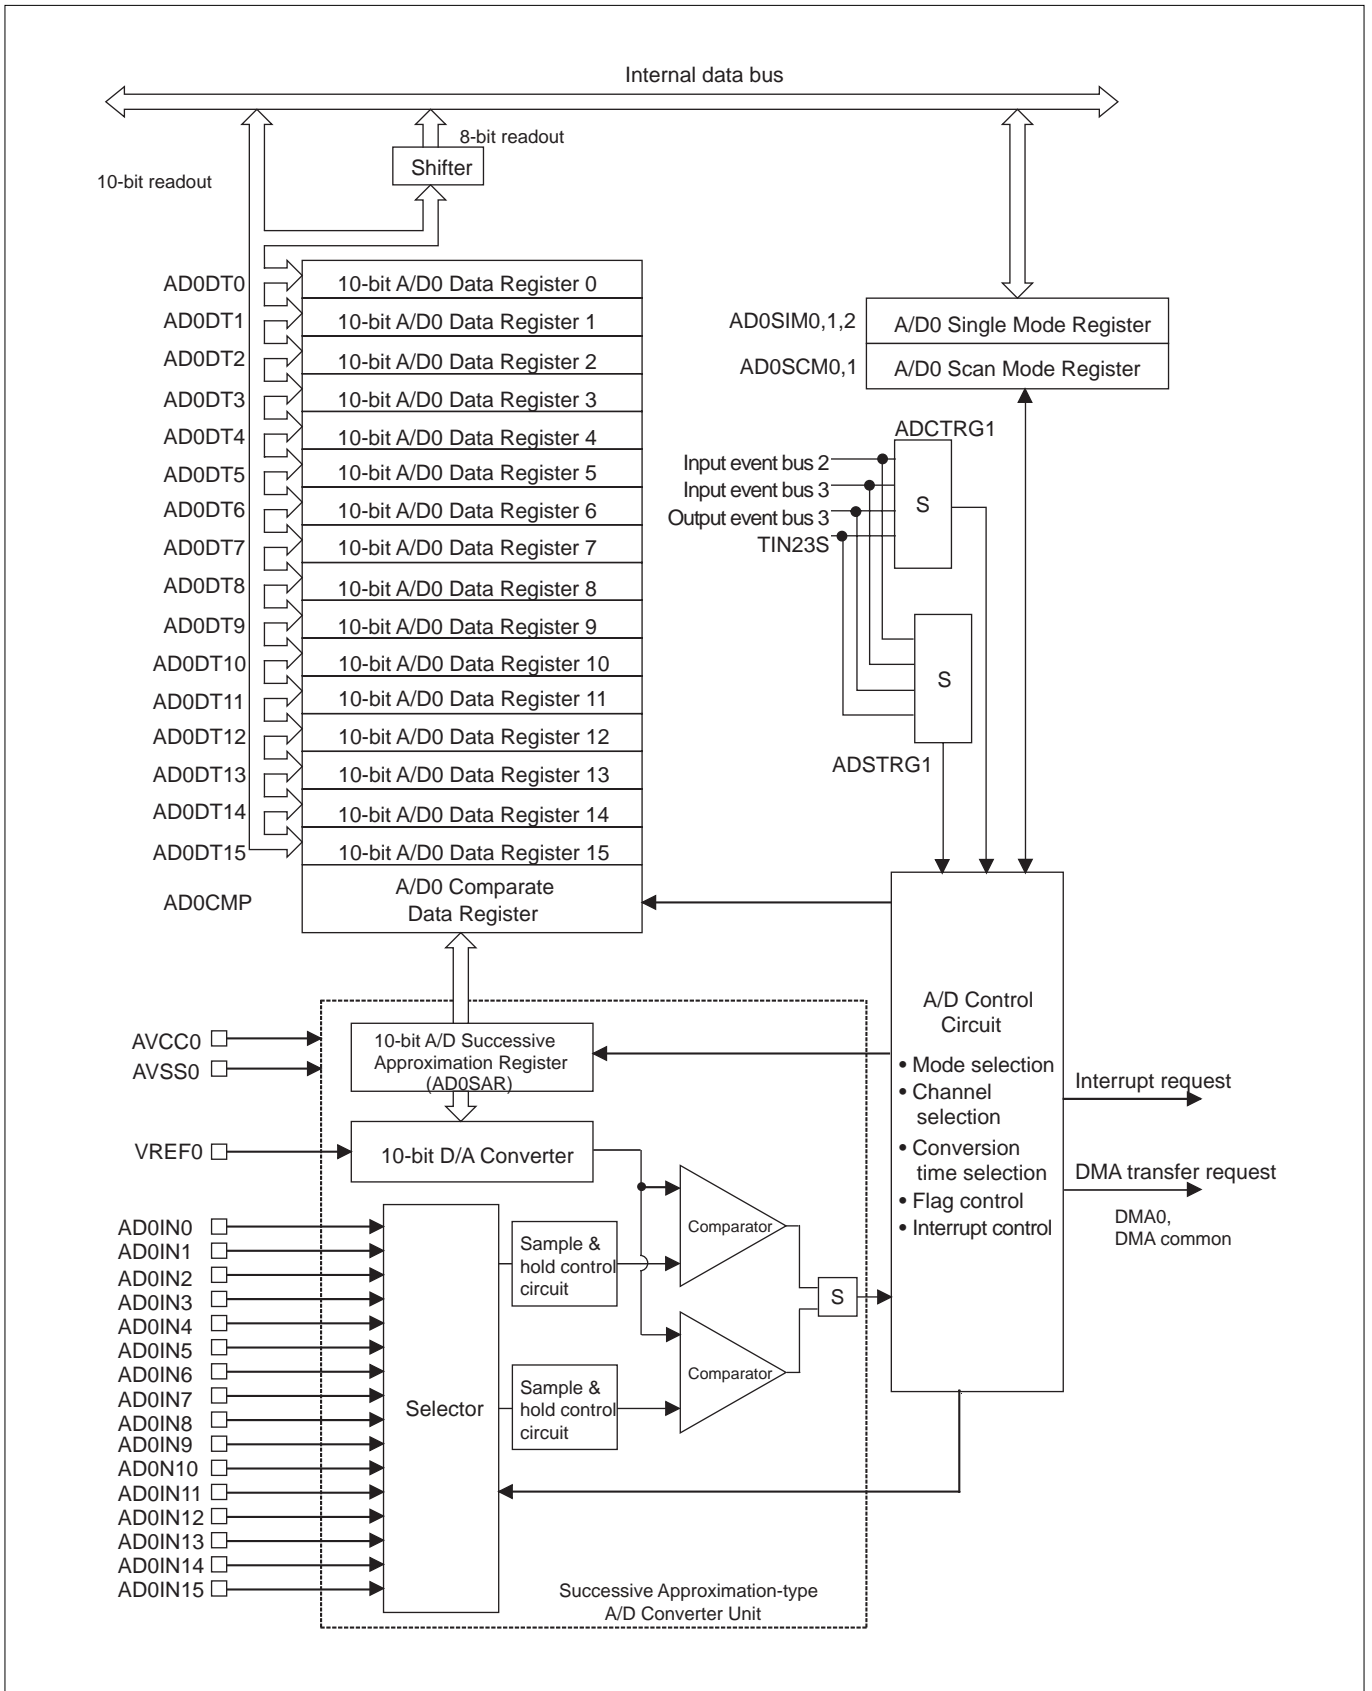 Internal data bus
8-bit readout
Shifter
10-bit readout
AD0DT0
10-bit A/D0 Data Register 0
AD0DT1
10-bit A/D0 Data Register 1
AD0DT2
10-bit A/D0 Data Register 2
AD0DT3
10-bit A/D0 Data Register 3
AD0DT4
10-bit A/D0 Data Register 4
AD0DT5
10-bit A/D0 Data Register 5
AD0DT6
10-bit A/D0 Data Register 6
AD0DT7
10-bit A/D0 Data Register 7
AD0DT8
10-bit A/D0 Data Register 8
AD0DT9
10-bit A/D0 Data Register 9
AD0DT10
10-bit A/D0 Data Register 10
AD0DT11
10-bit A/D0 Data Register 11
AD0DT12
10-bit A/D0 Data Register 12
AD0DT13
10-bit A/D0 Data Register 13
AD0DT14
10-bit A/D0 Data Register 14
AD0DT15
10-bit A/D0 Data Register 15
AD0CMP
A/D0 Comparate
Data Register
AD0SIM0,1,2
A/D0 Single Mode Register
AD0SCM0,1
A/D0 Scan Mode Register
ADCTRG1
Input event bus 2
Input event bus 3
Output event bus 3
TIN23S
S
S
ADSTRG1
A/D Control
Circuit
• Mode selection
• Channel
selection
• Conversion
time selection
• Flag control
• Interrupt control
Interrupt request
DMA transfer request
DMA0,
DMA common
AVCC0
AVSS0
VREF0
10-bit A/D Successive
Approximation Register
(AD0SAR)
10-bit D/A Converter
AD0IN0
AD0IN1
AD0IN2
AD0IN3
AD0IN4
AD0IN5
AD0IN6
AD0IN7
AD0IN8
AD0IN9
AD0N10
AD0IN11
AD0IN12
AD0IN13
AD0IN14
AD0IN15
Selector
Sample &
hold control
circuit
Comparator
Sample &
hold control
circuit
Comparator
S
Successive Approximation-type
A/D Converter Unit